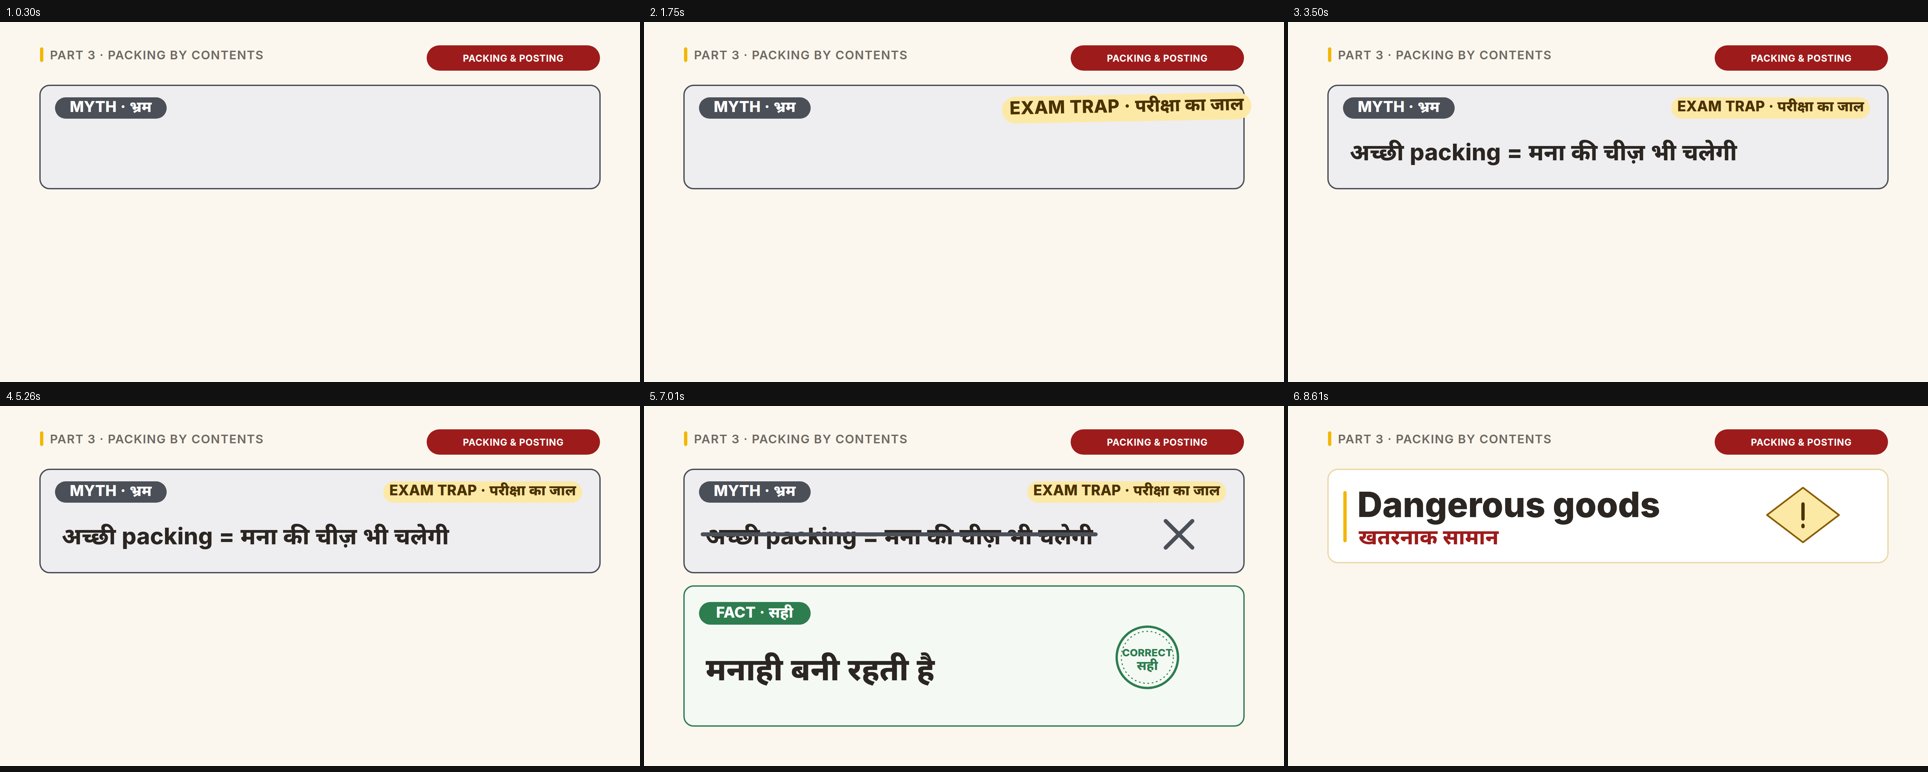 1. 0.30s
PART 3 · PACKING BY CONTENTS
PACKING & POSTING
MYTH · भ्रम
2. 1.75s
PART 3 · PACKING BY CONTENTS
PACKING & POSTING
MYTH · भ्रम
EXAM TRAP · परीक्षा का जाल
3. 3.50s
PART 3 · PACKING BY CONTENTS
PACKING & POSTING
MYTH · भ्रम
EXAM TRAP · परीक्षा का जाल
अच्छी packing = मना की चीज़ भी चलेगी
4. 5.26s
PART 3 · PACKING BY CONTENTS
PACKING & POSTING
MYTH · भ्रम
EXAM TRAP · परीक्षा का जाल
अच्छी packing = मना की चीज़ भी चलेगी
5. 7.01s
PART 3 · PACKING BY CONTENTS
PACKING & POSTING
MYTH · भ्रम
EXAM TRAP · परीक्षा का जाल
अच्छी packing = मना की चीज़ भी चलेगी
FACT · सही
मनाही बनी रहती है
CORRECT
सही
6. 8.61s
PART 3 · PACKING BY CONTENTS
PACKING & POSTING
Dangerous goods
खतरनाक सामान
!